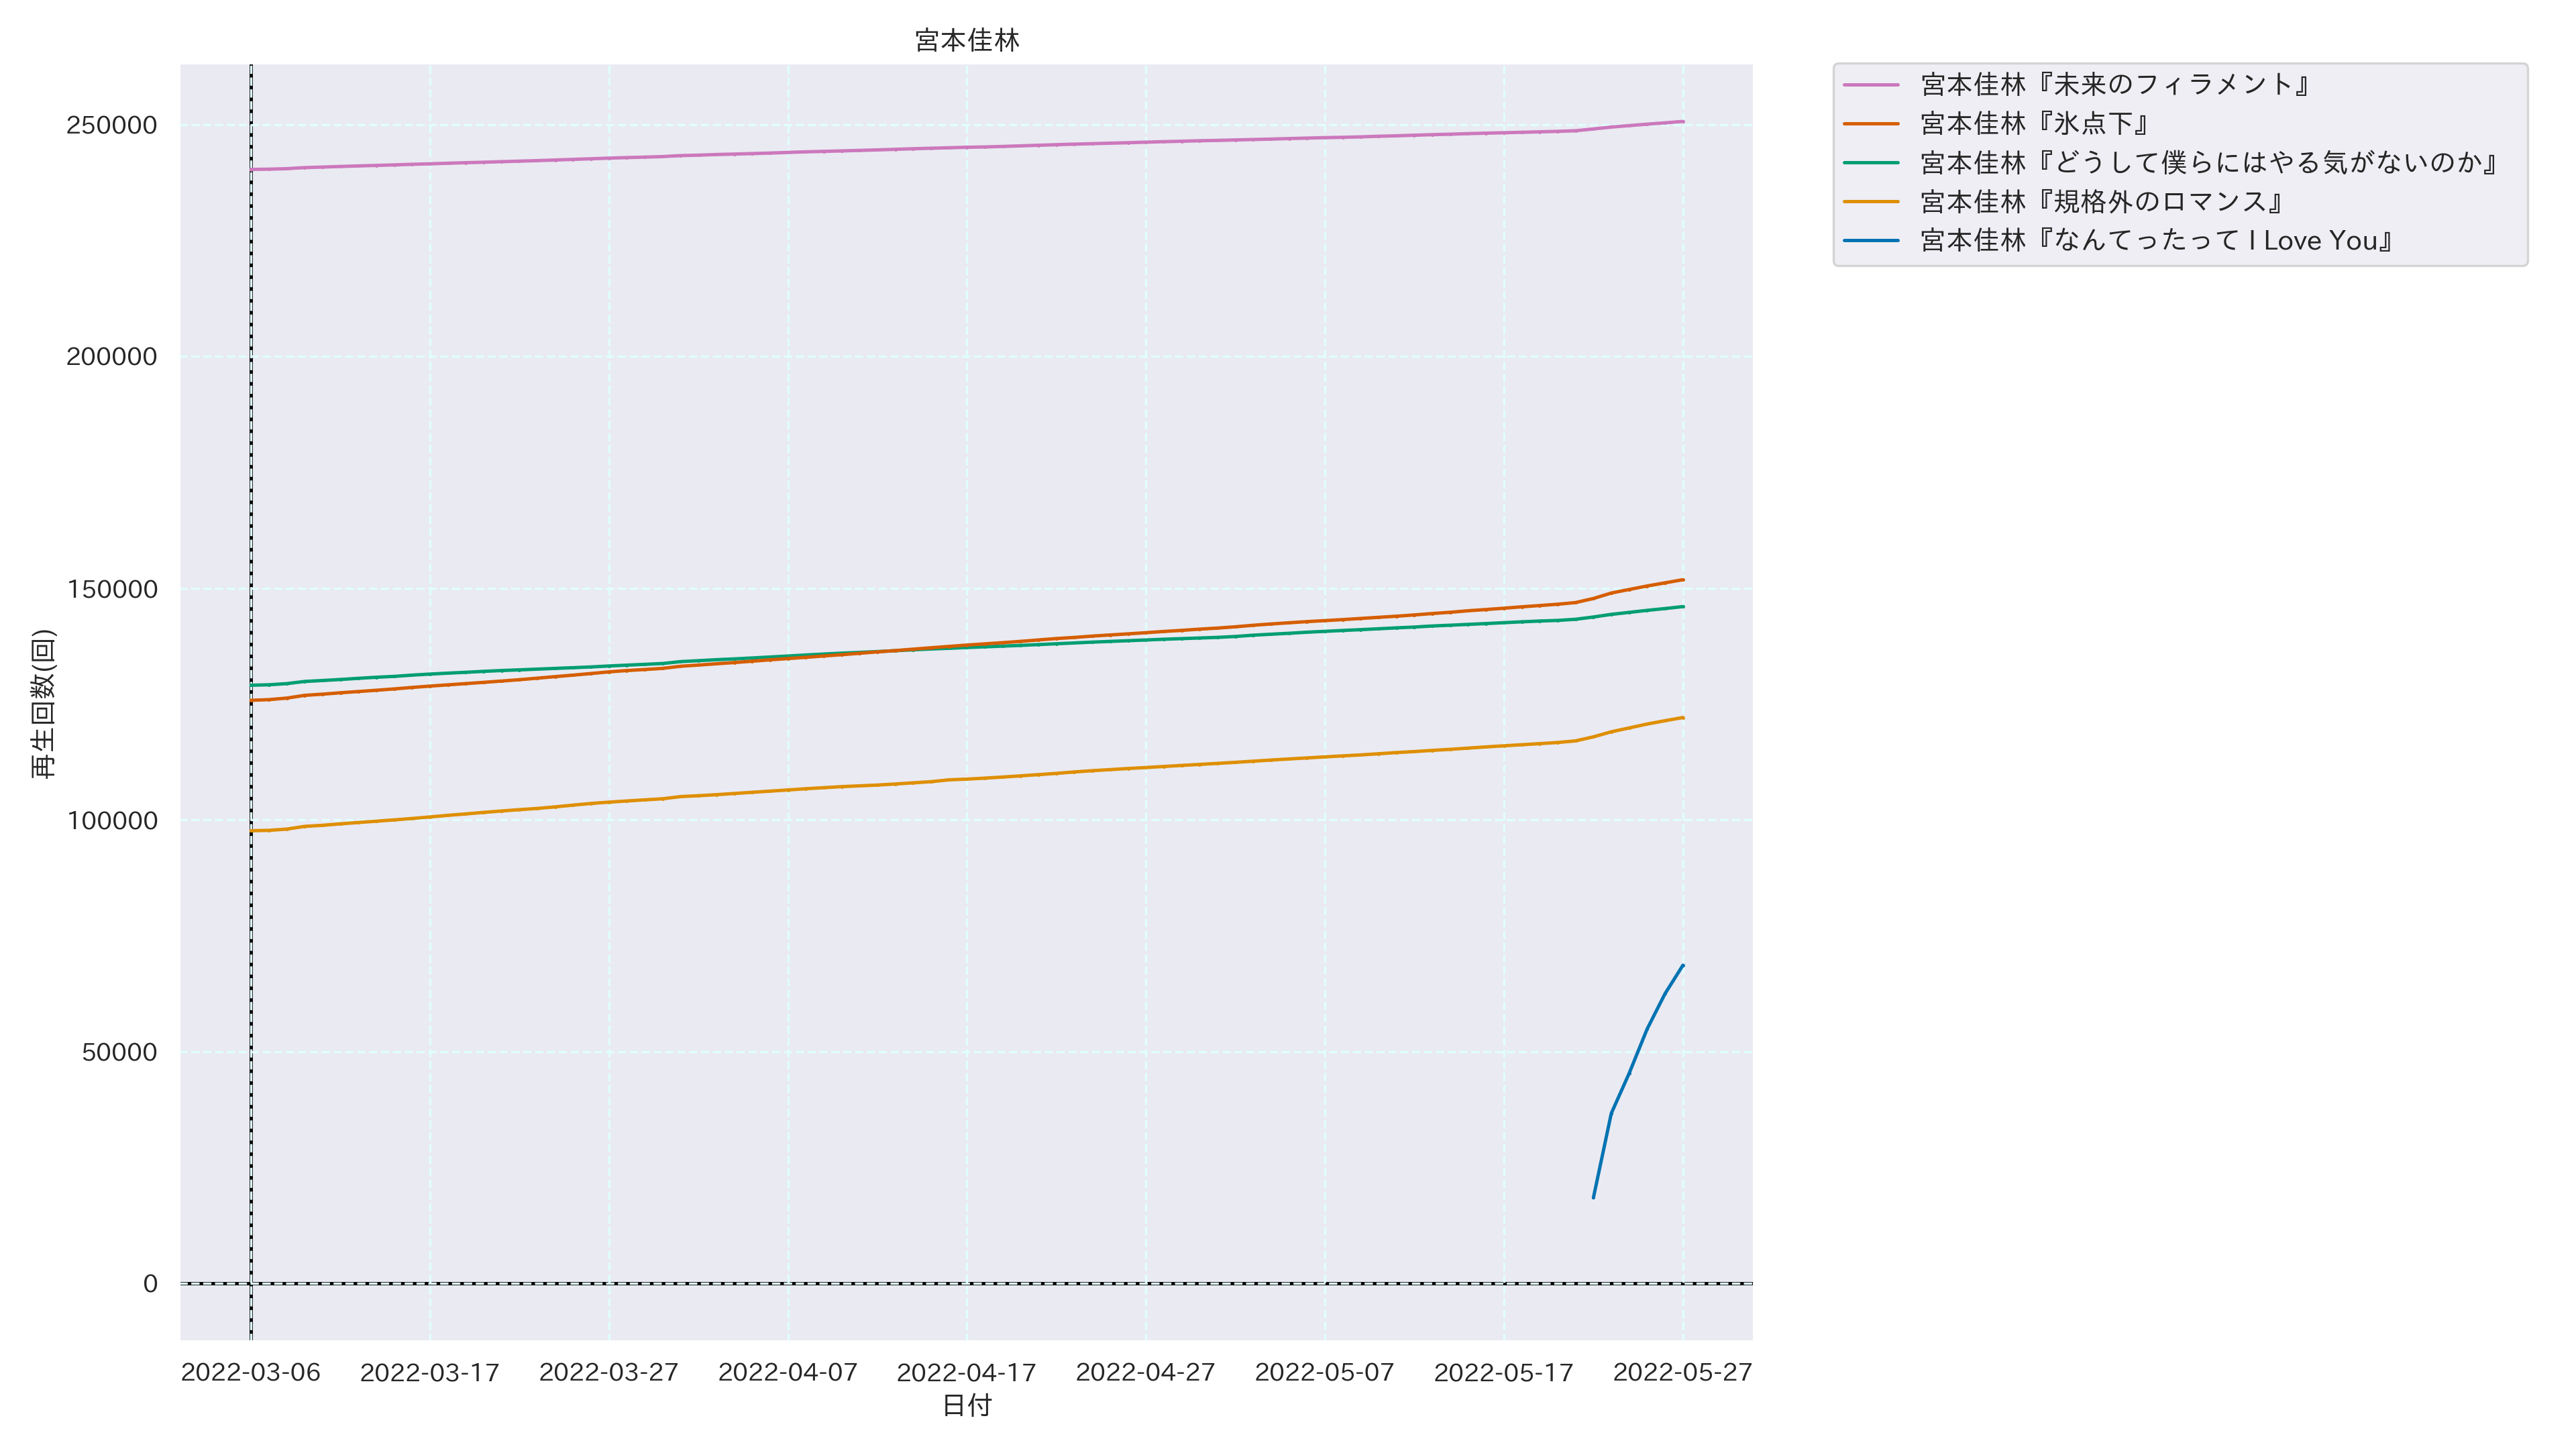 宮本佳林
宮本佳林『未来のフィラメント』
宮本佳林『氷点下』
宮本佳林『どうして僕らにはやる気がないのか』
宮本佳林『規格外のロマンス』
宮本佳林『なんてったって I Love You』
再生回数(回)
250000
200000
150000
100000
50000
0
2022-03-06
2022-03-17
2022-03-27
2022-04-07
2022-04-17
2022-04-27
2022-05-07
2022-05-17
2022-05-27
日付